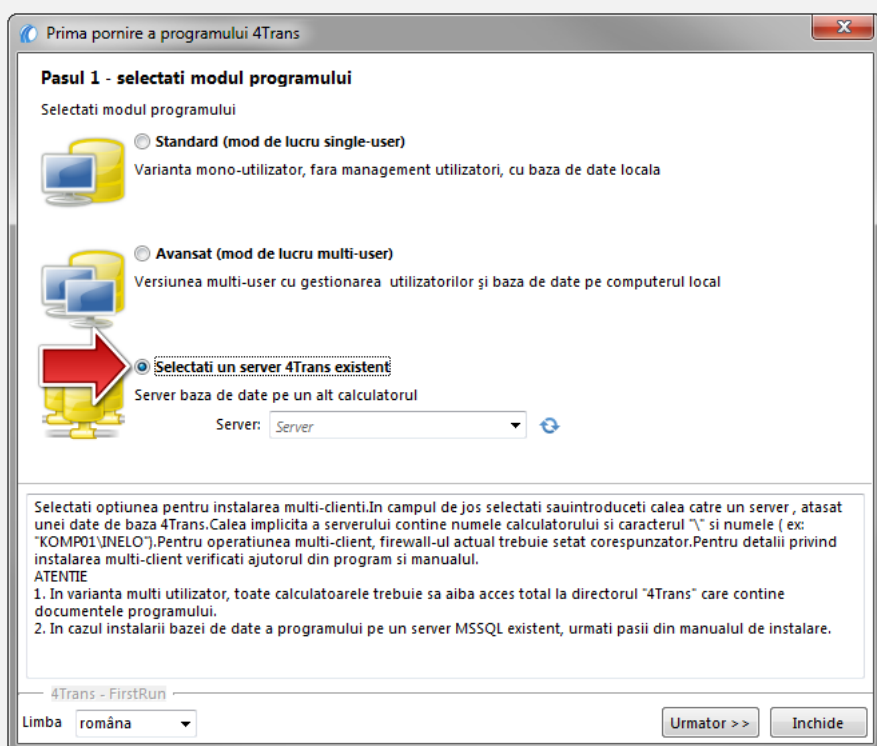 Prima pornire a programului 4Trans
Pasul 1 - selectati modul programului
Selectati modul programului
Standard (mod de lucru single-user)
Varianta mono-utilizator, fara management utilizatori, cu baza de date locala
Avansat (mod de lucru multi-user)
Versiunea multi-user cu gestionarea utilizatorilor şi baza de date pe computerul local
Selectati un server 4Trans existent
Server baza de date pe un alt calculatorul
Server: Server
Selectati optiunea pentru instalarea multi-clienti.In campul de jos selectati sauintroduceti calea catre un server , atasat
unei date de baza 4Trans.Calea implicita a serverului contine numele calculatorului si caracterul "\" si numele ( ex:
"KOMP01\INELO").Pentru operatiunea multi-client, firewall-ul actual trebuie setat corespunzator.Pentru detalii privind
instalarea multi-client verificati ajutorul din program si manualul.
ATENTIE
1. In varianta multi utilizator, toate calculatoarele trebuie sa aiba acces total la directorul "4Trans" care contine
documentele programului.
2. In cazul instalarii bazei de date a programului pe un server MSSQL existent, urmati pasii din manualul de instalare.
4Trans - FirstRun
Limba româna Urmator >> Inchide